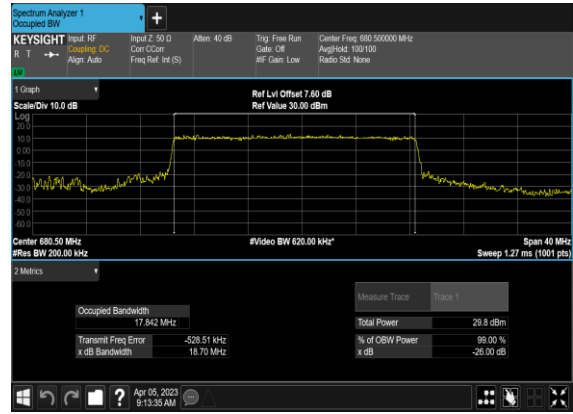 Spectrum Analyzer 1
Occupied BW
+
KEYSIGHT Input: RF Input Z: 50 Ω Atten: 40 dB Trig: Free Run Center Freq: 680.500000 MHz
R T Coupling: DC Corr CCorr Gate: Off Avg|Hold: 100/100
Align: Auto Freq Ref: Int (S) #IF Gain: Low Radio Std: None
LXI
1 Graph
Ref Lvl Offset 7.60 dB
Scale/Div 10.0 dB Ref Value 30.00 dBm
Log
20.0
10.0
0.00
-10.0
-20.0
-30.0
-40.0
-50.0
-60.0
Center 680.50 MHz #Video BW 620.00 kHz* Span 40 MHz
#Res BW 200.00 kHz Sweep 1.27 ms (1001 pts)
2 Metrics
Measure Trace Trace 1
Occupied Bandwidth
17.842 MHz Total Power 29.8 dBm
Transmit Freq Error -528.51 kHz % of OBW Power 99.00 %
x dB Bandwidth 18.70 MHz x dB -26.00 dB
? Apr 05, 2023
9:13:35 AM